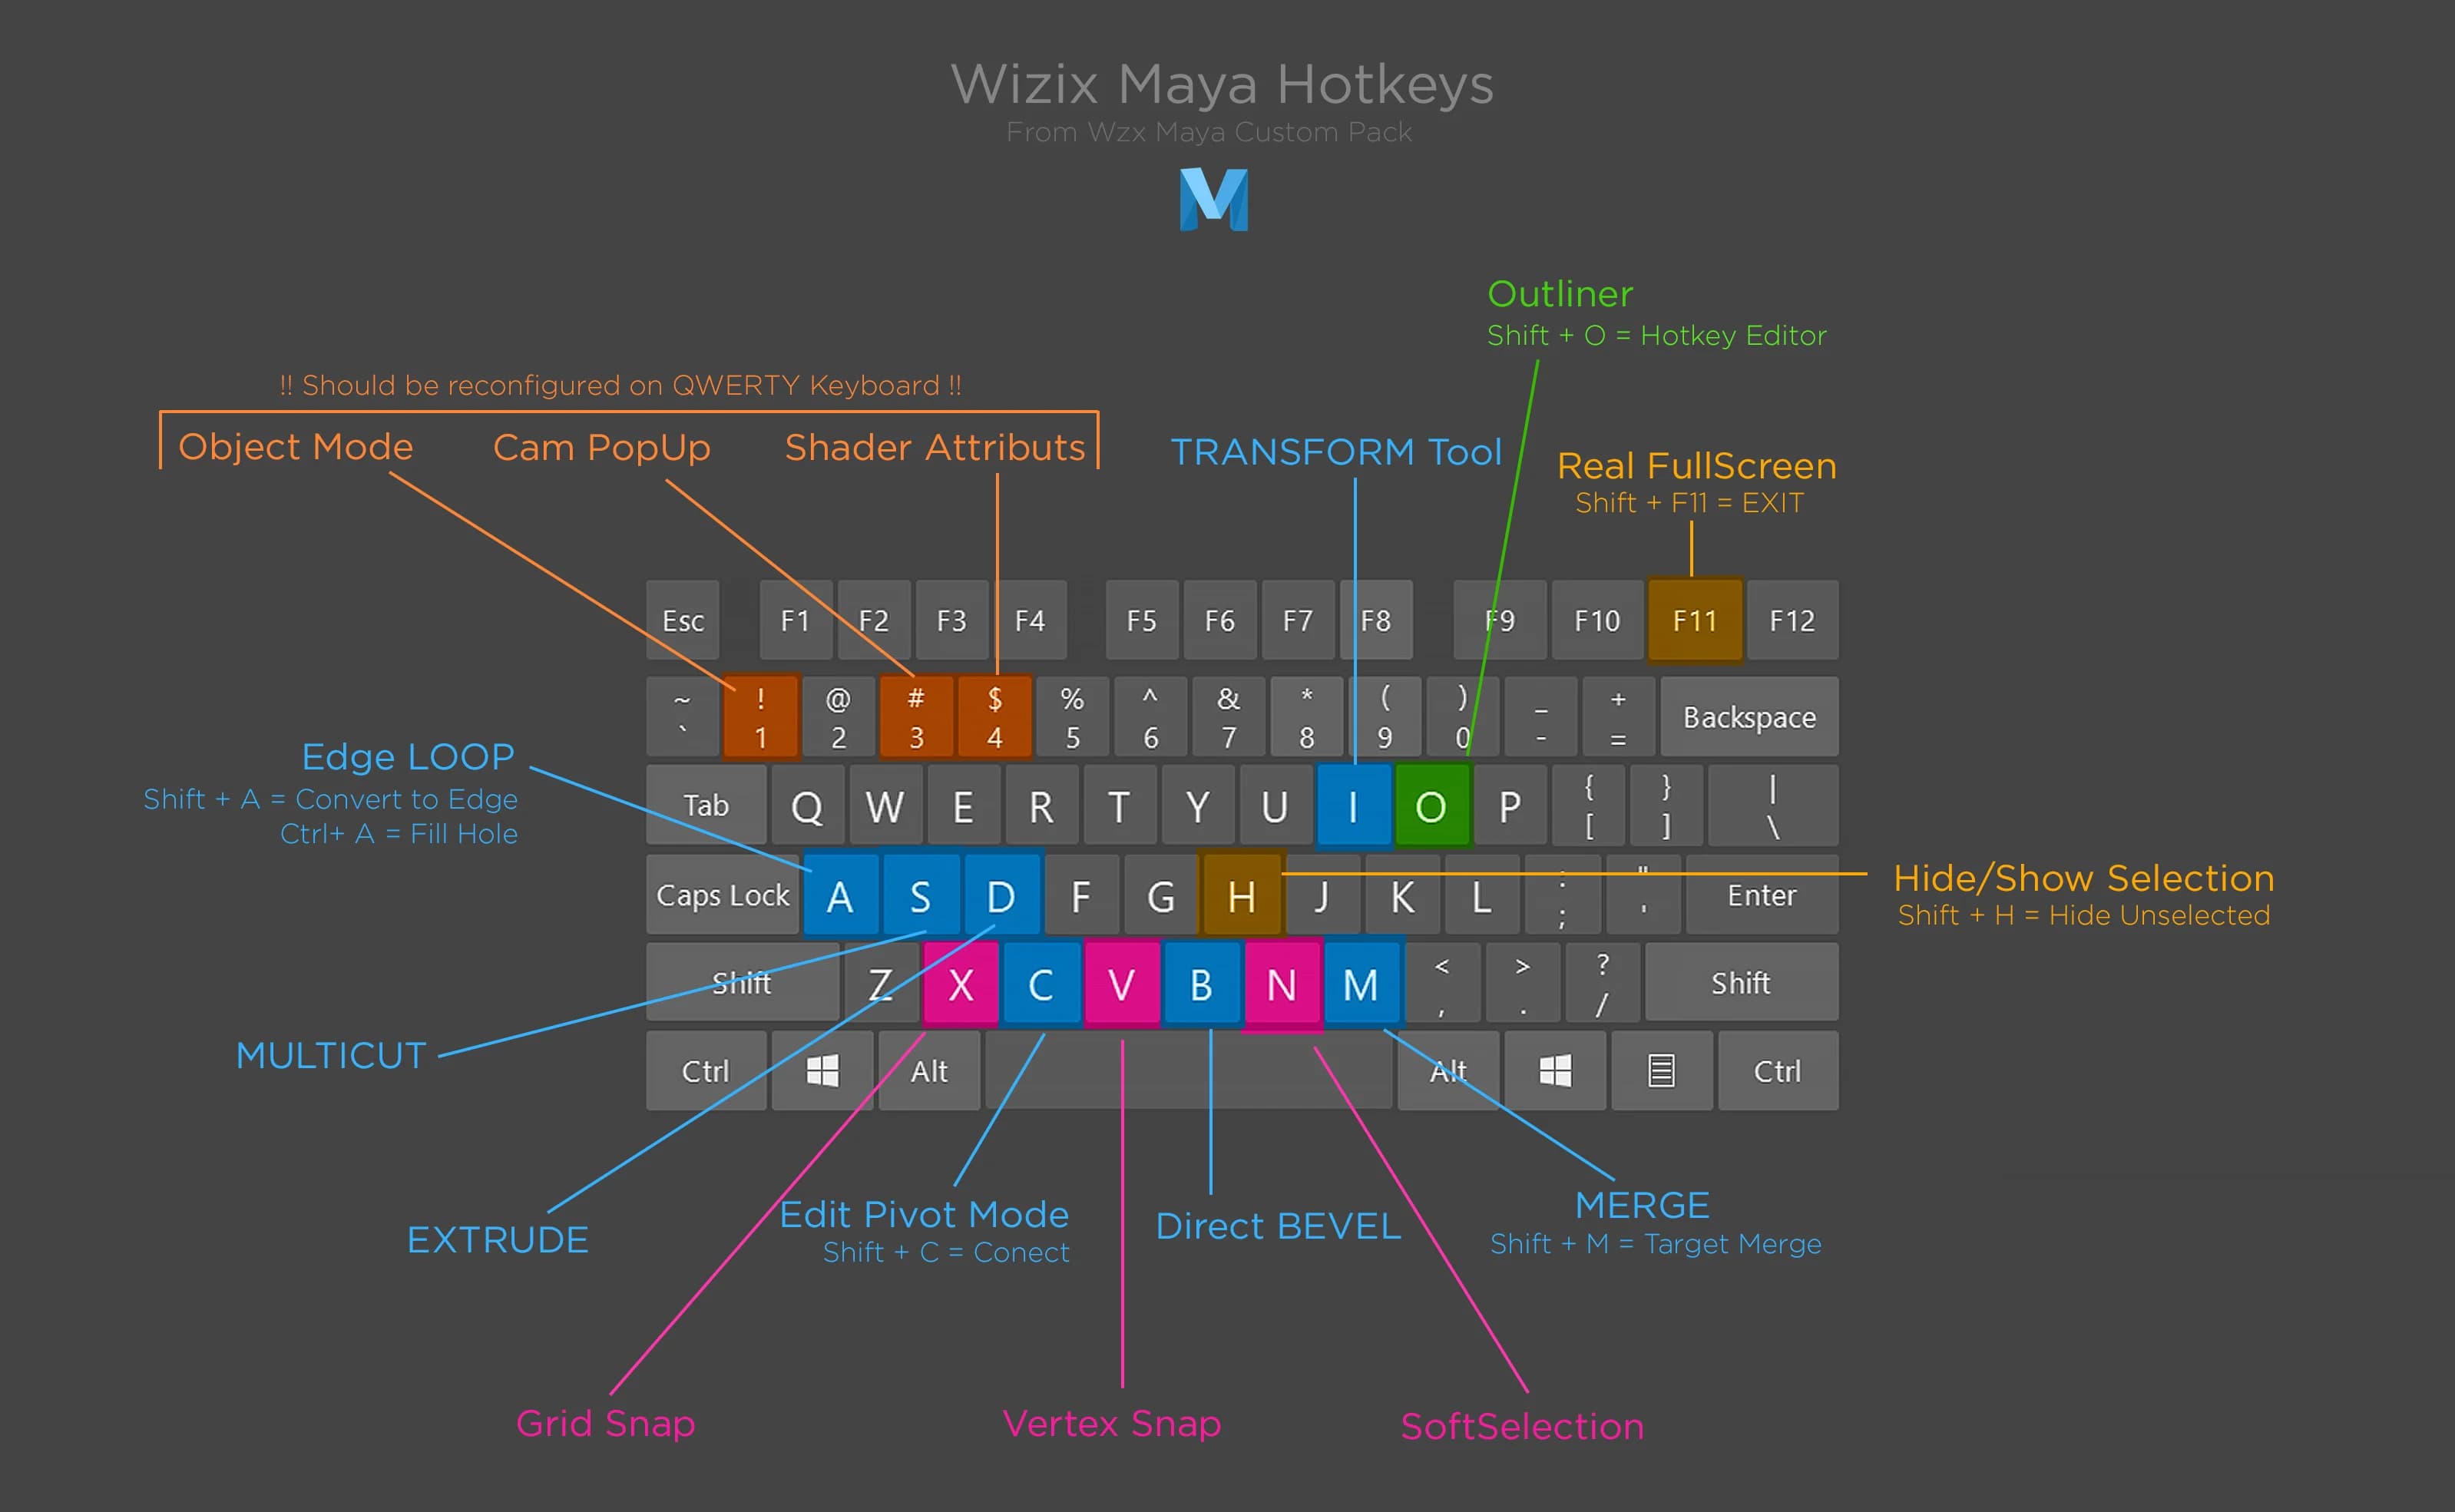 Wizix Maya Hotkeys
From Wzx Maya Custom Pack
Outliner
Shift + O = Hotkey Editor
!! Should be reconfigured on QWERTY Keyboard !!
Object Mode Cam PopUp Shader Attributs
TRANSFORM Tool
Real FullScreen
Shift + F11 = EXIT
Esc F1 F2 F3 F4 F5 F6 F7 F8 F9 F10 F11 F12
~ ! @ # $ % ^ & * ( ) _ +
` 1 2 3 4 5 6 7 8 9 0 - = Backspace
Edge LOOP
Shift + A = Convert to Edge
Ctrl+ A = Fill Hole
Tab Q W E R T Y U I O P { } |
[ ] \
Caps Lock A S D F G H J K L : " Enter
; '
Hide/Show Selection
Shift + H = Hide Unselected
Shift Z X C V B N M < > ? Shift
, . /
MULTICUT
Ctrl Alt Alt Ctrl
EXTRUDE
Edit Pivot Mode
Shift + C = Conect
Direct BEVEL
MERGE
Shift + M = Target Merge
Grid Snap
Vertex Snap
SoftSelection